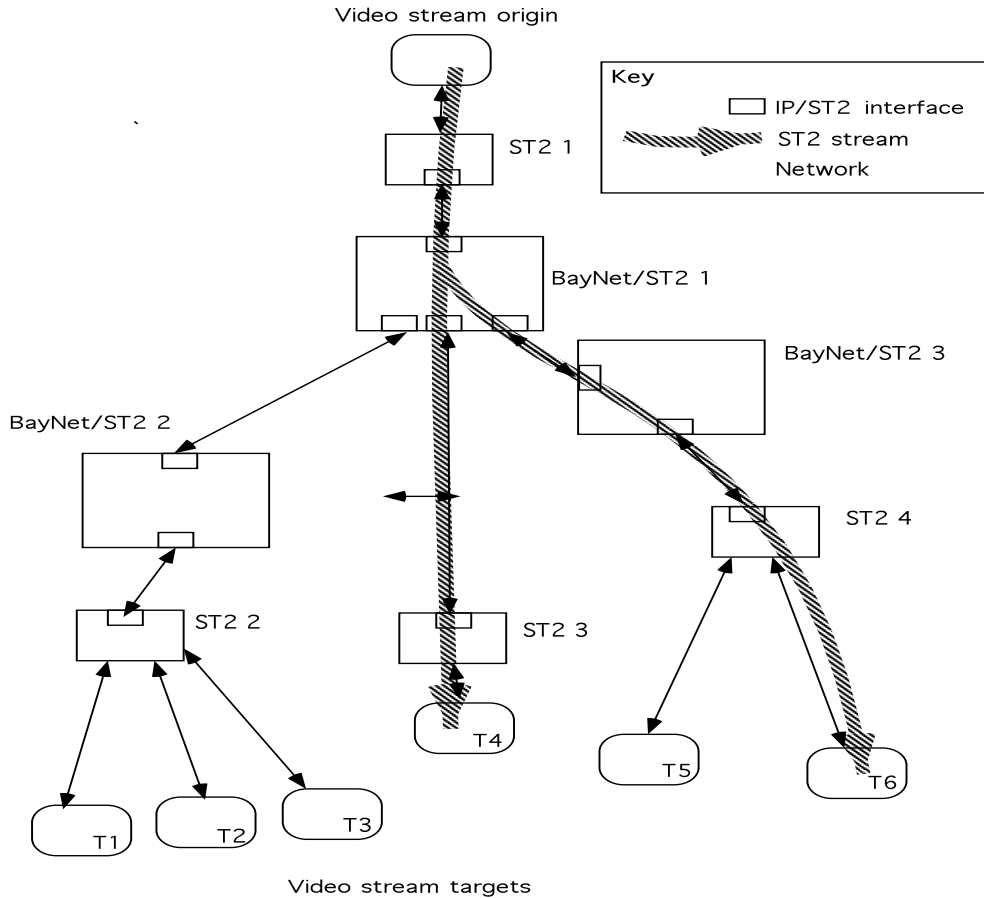 Video stream origin
Key
IP/ST2 interface
ST2 stream
Network
ST2 1
BayNet/ST2 1
BayNet/ST2 3
BayNet/ST2 2
ST2 4
ST2 2
ST2 3
T4
T5
T6
T1
T2
T3
Video stream targets